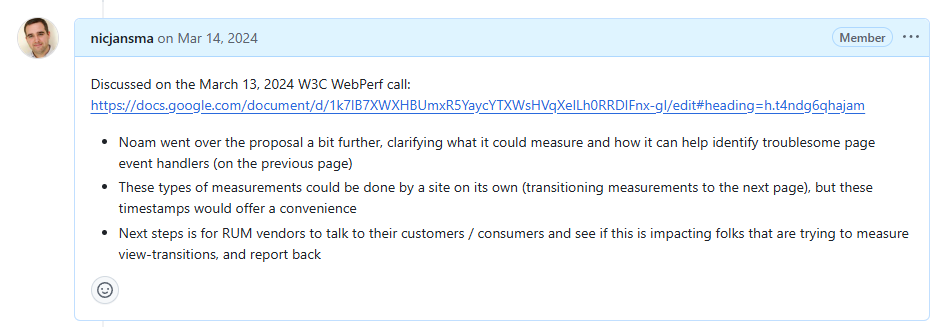 nicjansma on Mar 14, 2024
Member
Discussed on the March 13, 2024 W3C WebPerf call:
https://docs.google.com/document/d/1k7IB7XWXHBUmxR5YaycYTXWsHVqXeILh0RRDIFnx-gI/edit#heading=h.t4ndg6qhajam
• Noam went over the proposal a bit further, clarifying what it could measure and how it can help identify troublesome page
event handlers (on the previous page)
• These types of measurements could be done by a site on its own (transitioning measurements to the next page), but these
timestamps would offer a convenience
• Next steps is for RUM vendors to talk to their customers / consumers and see if this is impacting folks that are trying to measure
view-transitions, and report back